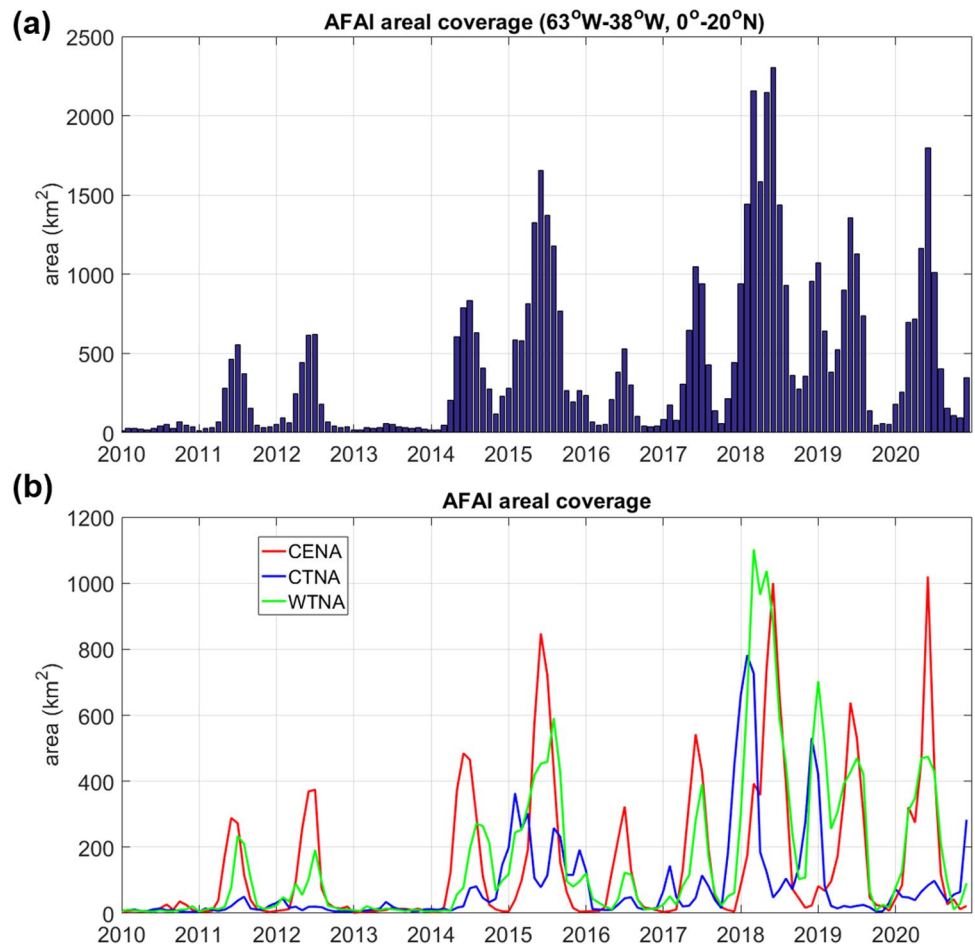 (a)
AFAI areal coverage (63°W-38°W, 0°-20°N)
area (km²)
2500
2000
1500
1000
500
0
2010 2011 2012 2013 2014 2015 2016 2017 2018 2019 2020
(b)
AFAI areal coverage
area (km²)
1200
1000
800
600
400
200
0
CENA
CTNA
WTNA
2010 2011 2012 2013 2014 2015 2016 2017 2018 2019 2020